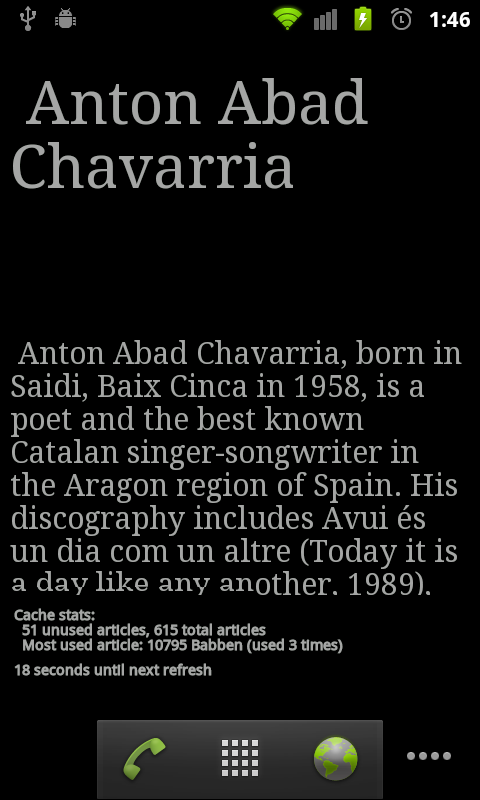 1:46
Anton Abad
Chavarria
Anton Abad Chavarria, born in
Saidi, Baix Cinca in 1958, is a
poet and the best known
Catalan singer-songwriter in
the Aragon region of Spain. His
discography includes Avui és
un dia com un altre (Today it is
a day like any another, 1989),
Cache stats:
51 unused articles, 615 total articles
Most used article: 10795 Babben (used 3 times)
18 seconds until next refresh